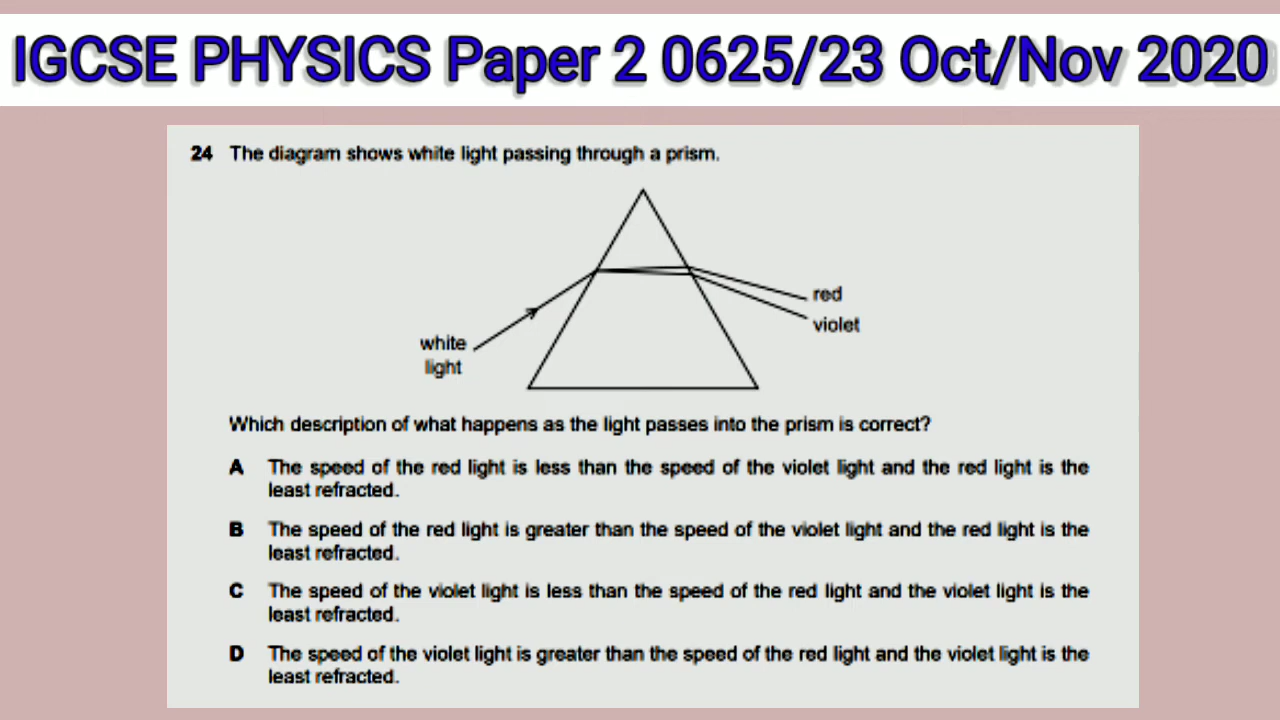 IGCSE PHYSICS Paper 2 0625/23 Oct/Nov 2020
24 The diagram shows white light passing through a prism.
red
violet
white
light
Which description of what happens as the light passes into the prism is correct?
A The speed of the red light is less than the speed of the violet light and the red light is the
least refracted.
B The speed of the red light is greater than the speed of the violet light and the red light is the
least refracted.
C The speed of the violet light is less than the speed of the red light and the violet light is the
least refracted.
D The speed of the violet light is greater than the speed of the red light and the violet light is the
least refracted.